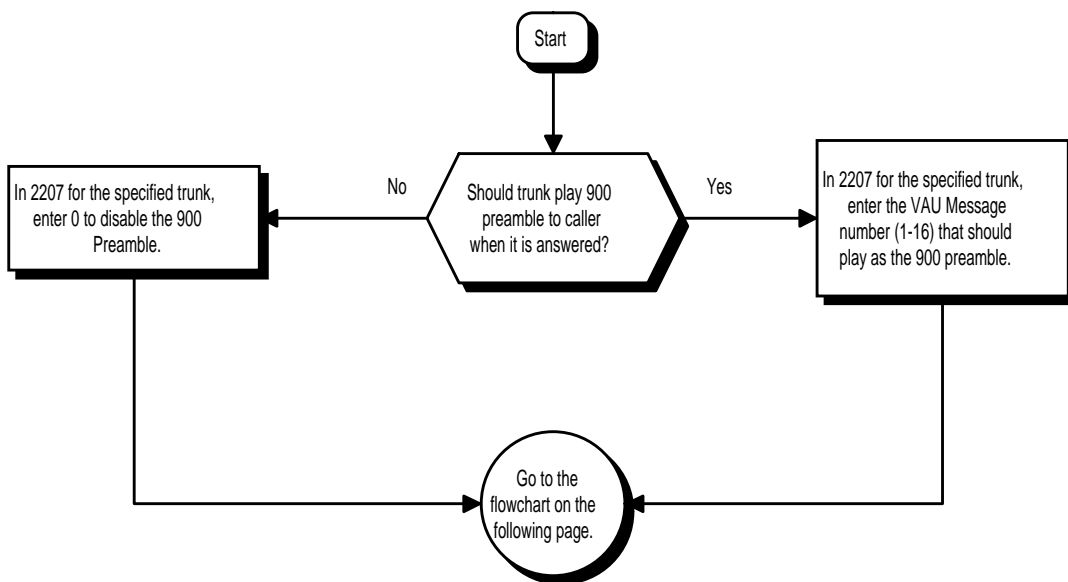 Start
No
Should trunk play 900
preamble to caller
when it is answered?
Yes
In 2207 for the specified trunk,
enter 0 to disable the 900
Preamble.
In 2207 for the specified trunk,
enter the VAU Message
number (1-16) that should
play as the 900 preamble.
Go to the
flowchart on the
following page.